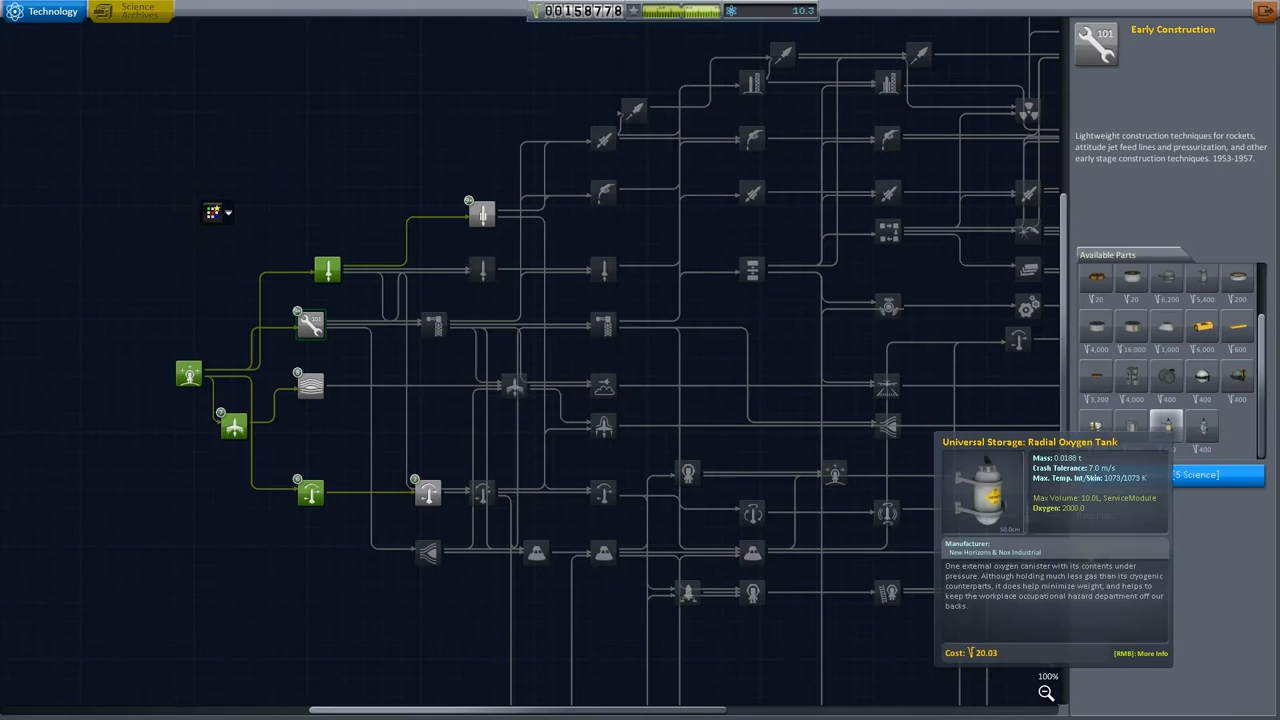 Technology
Science
Archives
00158778
10.3
101
Early Construction
Lightweight construction techniques for rockets,
attitude jet feed lines and pressurization, and other
early stage construction techniques. 1953-1957.
Available Parts
20
20
6,200
5,400
200
4,000
16,000
1,000
6,000
600
3,200
4,000
400
400
400
400
[5 Science]
101
7
Universal Storage: Radial Oxygen Tank
Mass: 0.0188 t
Crash Tolerance: 7.0 m/s
Max. Temp. Int/Skin: 1073/1073 K
Max Volume: 10.0L, ServiceModule
Oxygen: 2000.0
50.0cm
Manufacturer:
New Horizons & Nox Industrial
One external oxygen canister with its contents under
pressure. Although holding much less gas than its cryogenic
counterparts, it does help minimize weight, and helps to
keep the workplace occupational hazard department off our
backs.
Cost: 20.03
[RMB]: More Info
100%